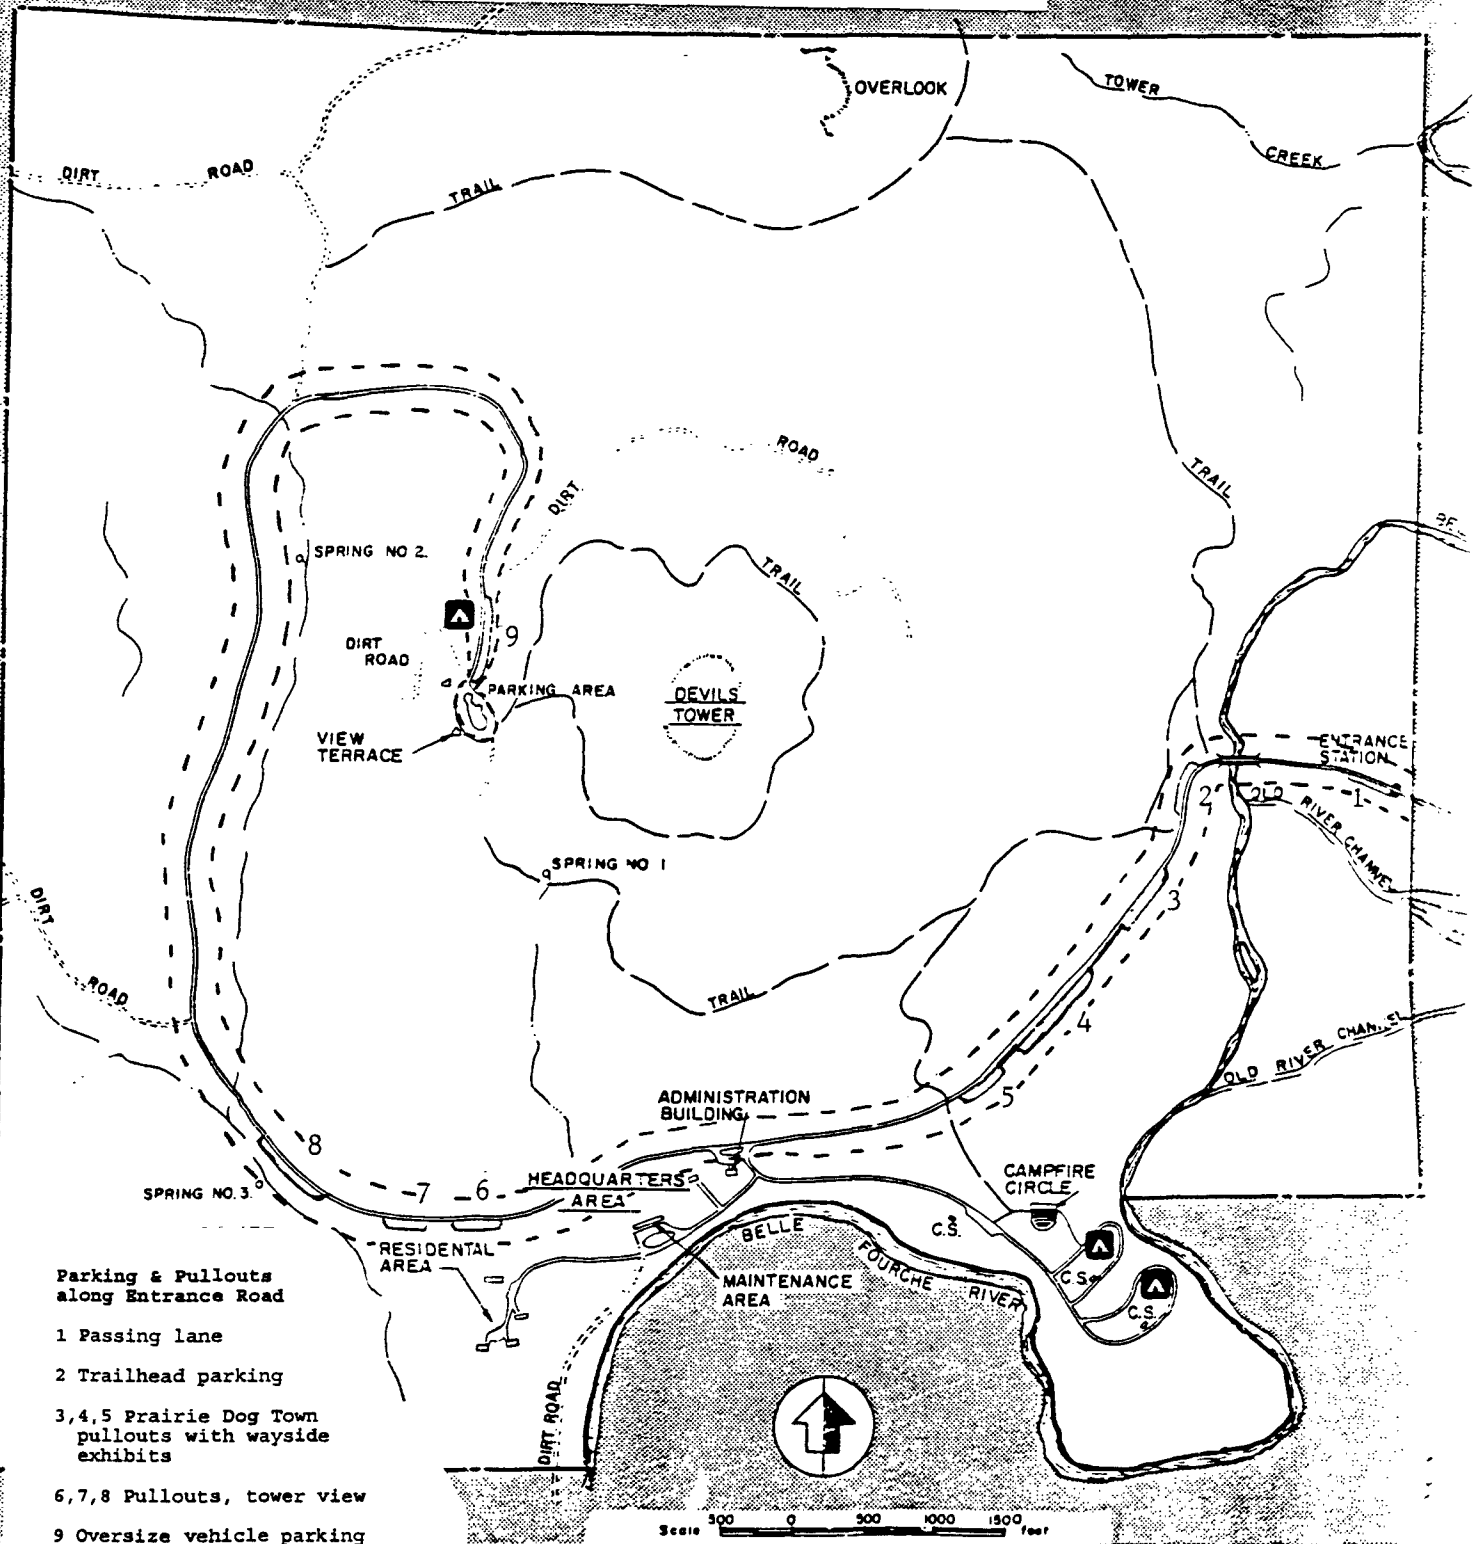 OVERLOOK
TOWER
CREEK
DIRT ROAD
TRAIL
ROAD
TRAIL
DIRT
SPRING NO 2.
TRAIL
9
DIRT
ROAD
PARKING AREA
DEVILS
TOWER
VIEW
TERRACE
ENTRANCE
STATION
2
OLD
RIVER CHANNEL
1
SPRING NO 1
3
DIRT
ROAD
TRAIL
4
OLD RIVER CHANNEL
5
ADMINISTRATION
BUILDING
8
7
6
HEADQUARTERS
AREA
CAMPFIRE
CIRCLE
SPRING NO. 3.
C.S.
BELLE
FOURCHE
RIVER
C.S.
C.S.
RESIDENTAL
AREA
MAINTENANCE
AREA
DIRT ROAD
Parking & Pullouts
along Entrance Road
1 Passing lane
2 Trailhead parking
3,4,5 Prairie Dog Town
pullouts with wayside
exhibits
6,7,8 Pullouts, tower view
9 Oversize vehicle parking
Scale 500 0 500 1000 1500 feet